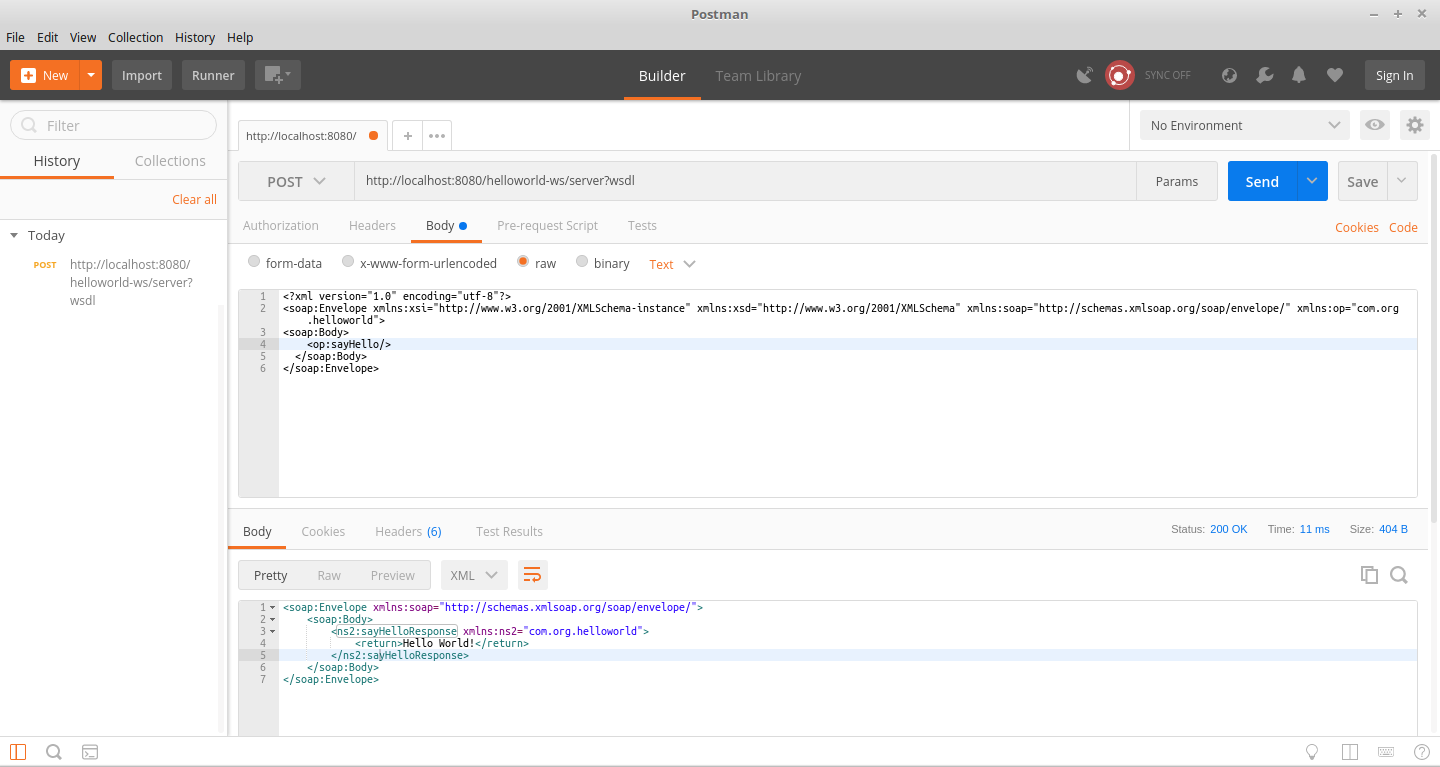 Postman
File Edit View Collection History Help
New Import Runner Builder Team Library SYNC OFF Sign In
Filter
History Collections
Clear all
Today
POST http://localhost:8080/
helloworld-ws/server?
wsdl
http://localhost:8080/ + ••• No Environment
POST http://localhost:8080/helloworld-ws/server?wsdl Params Send Save
Authorization Headers Body Pre-request Script Tests Cookies Code
form-data x-www-form-urlencoded raw binary Text
1 <?xml version="1.0" encoding="utf-8"?>
2 <soap:Envelope xmlns:xsi="http://www.w3.org/2001/XMLSchema-instance" xmlns:xsd="http://www.w3.org/2001/XMLSchema" xmlns:soap="http://schemas.xmlsoap.org/soap/envelope/" xmlns:op="com.org
.helloworld">
3 <soap:Body>
4 <op:sayHello/>
5 </soap:Body>
6 </soap:Envelope>
Body Cookies Headers (6) Test Results Status: 200 OK Time: 11 ms Size: 404 B
Pretty Raw Preview XML
1 <soap:Envelope xmlns:soap="http://schemas.xmlsoap.org/soap/envelope/">
2 <soap:Body>
3 <ns2:sayHelloResponse xmlns:ns2="com.org.helloworld">
4 <return>Hello World!</return>
5 </ns2:sayHelloResponse>
6 </soap:Body>
7 </soap:Envelope>